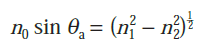 n₀ sin θₐ = (n₁² − n₂²)^½